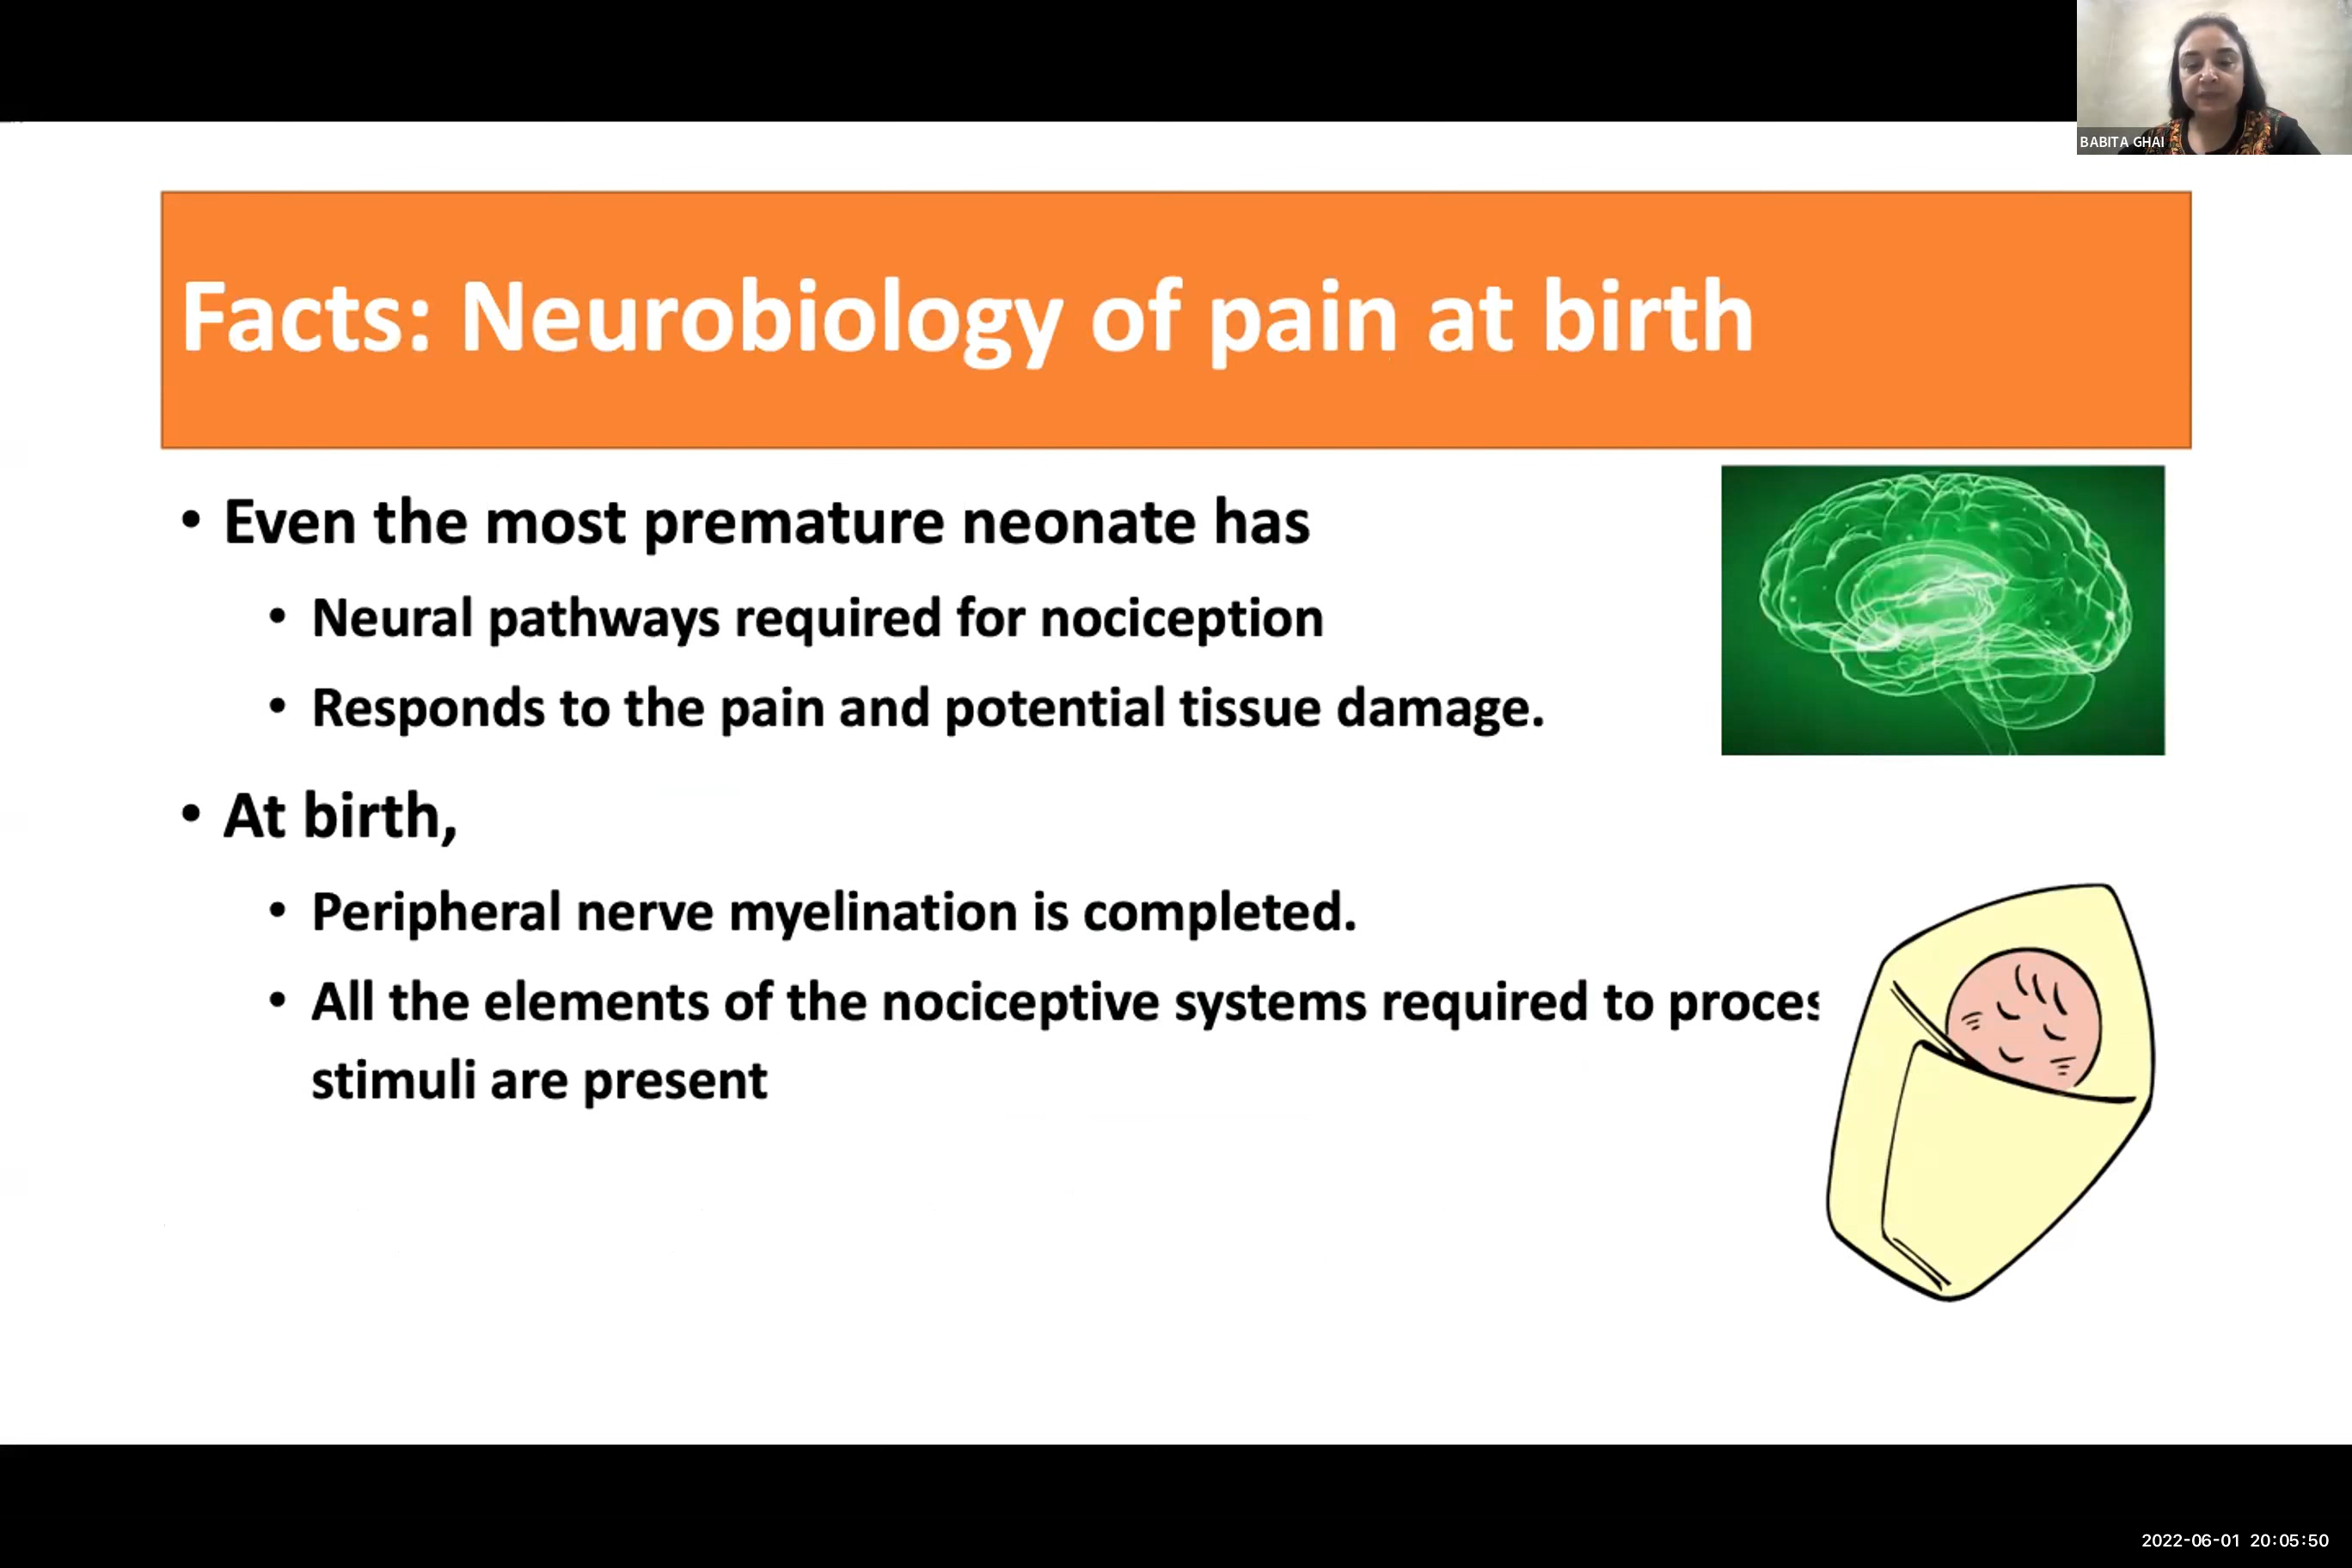 BABITA GHAI
Facts: Neurobiology of pain at birth
• Even the most premature neonate has
• Neural pathways required for nociception
• Responds to the pain and potential tissue damage.
• At birth,
• Peripheral nerve myelination is completed.
• All the elements of the nociceptive systems required to
stimuli are present
2022-06-01 20:05:50